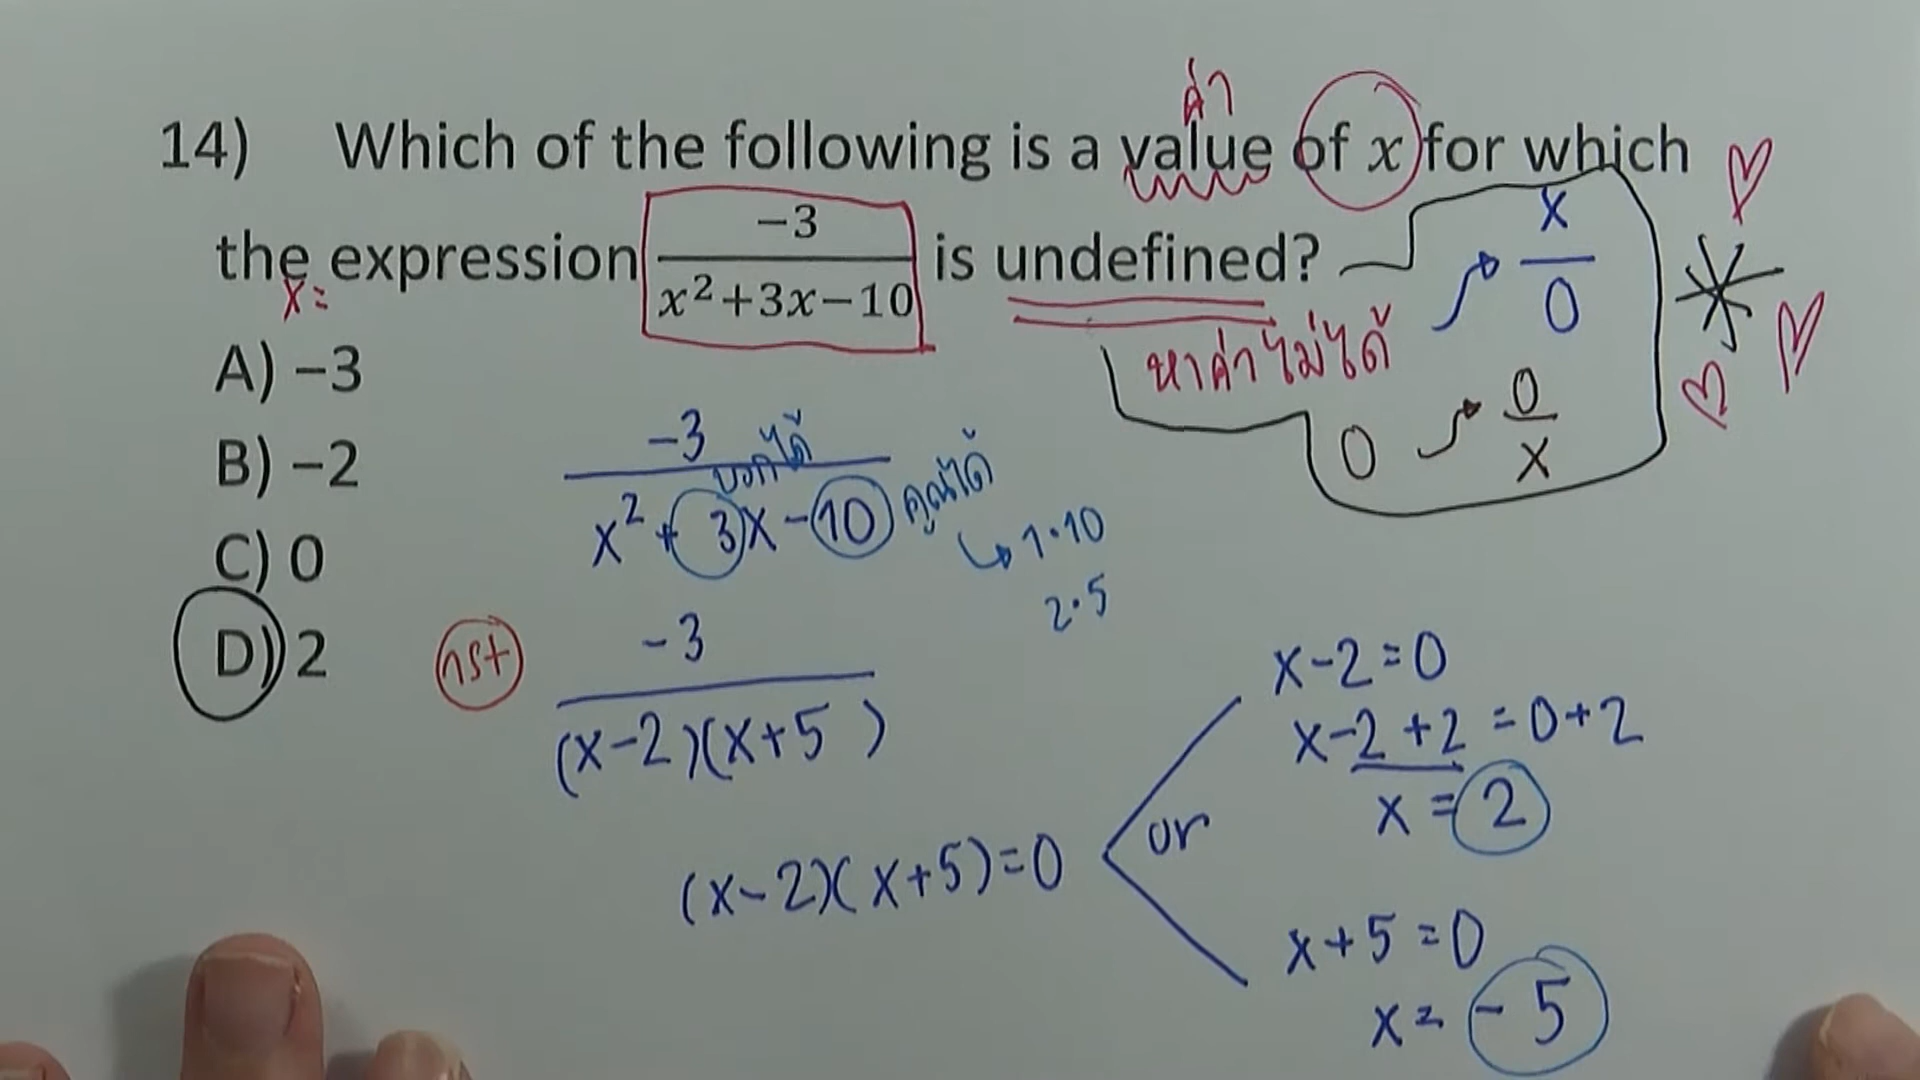 14) Which of the following is a value of x for which
ค่า
the expression -3/(x²+3x-10) is undefined?
x =
หาค่าไม่ได้
x/0
0
0/x
A) -3
B) -2
C) 0
D) 2
-3
บวกได้
x² + 3x - 10 คูณได้
1·10
2·5
-3
(x-2)(x+5)
(x-2)(x+5)=0
or
x-2=0
x-2+2=0+2
x = 2
x+5=0
x = -5